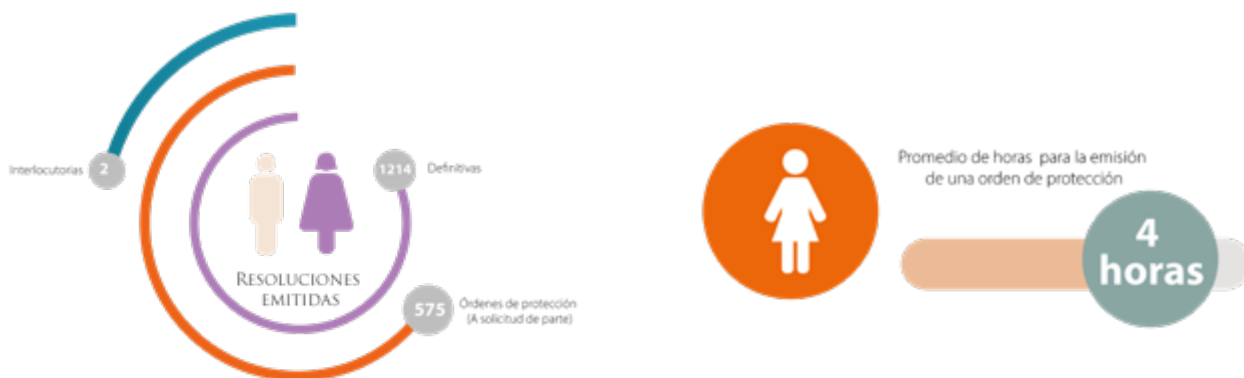 Interlocutorias
2
1214
Definitivas
RESOLUCIONES
EMITIDAS
575
Órdenes de protección
(A solicitud de parte)
Promedio de horas para la emisión
de una orden de protección
4
horas